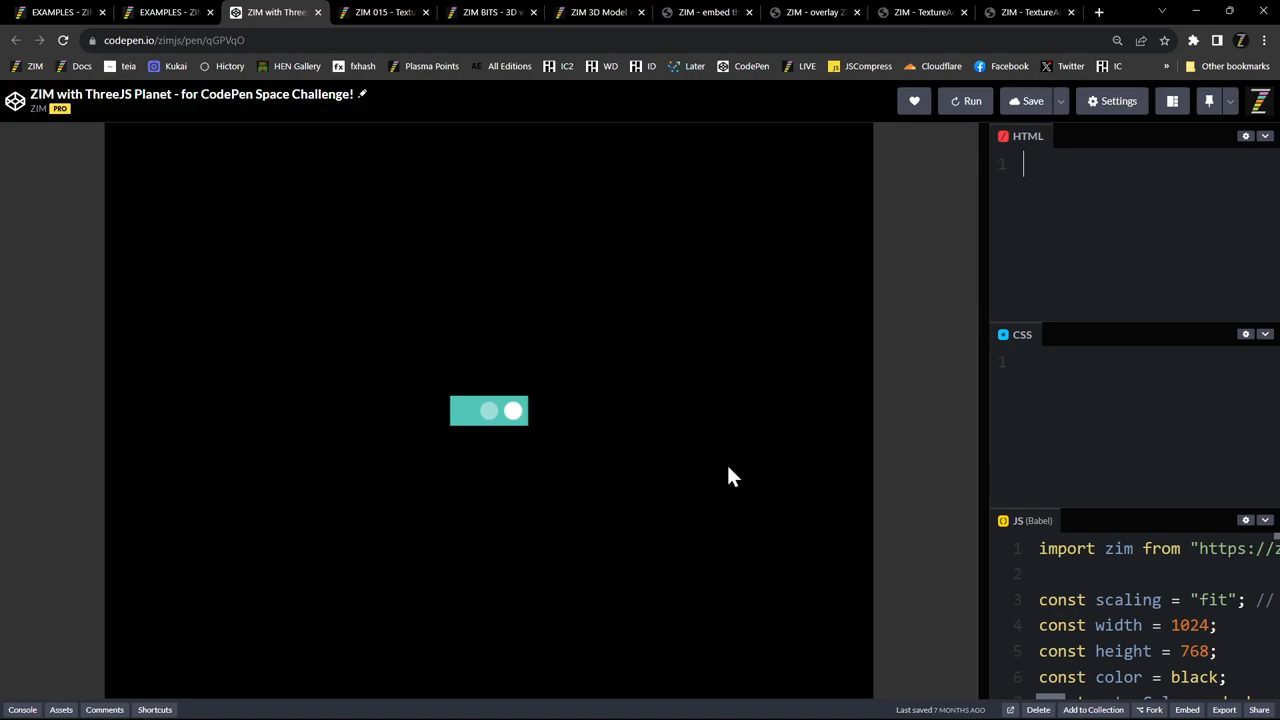 EXAMPLES - ZI
EXAMPLES - ZI
ZIM with Three
ZIM 015 - Textu
ZIM BITS - 3D w
ZIM 3D Model
ZIM - embed th
ZIM - overlay Z
ZIM - TextureA
ZIM - TextureA
codepen.io/zimjs/pen/qGPVqO
ZIM
Docs
teia
Kukai
Hictory
HEN Gallery
fxhash
Plasma Points
All Editions
IC2
WD
ID
Later
CodePen
LIVE
JSCompress
Cloudflare
Facebook
Twitter
IC
»
Other bookmarks
ZIM with ThreeJS Planet - for CodePen Space Challenge!
ZIM PRO
Run
Save
Settings
HTML
1
CSS
1
JS (Babel)
1 import zim from "https://z
2
3 const scaling = "fit"; //
4 const width = 1024;
5 const height = 768;
6 const color = black;
Console
Assets
Comments
Shortcuts
Last saved 7 MONTHS AGO
Delete
Add to Collection
Fork
Embed
Export
Share